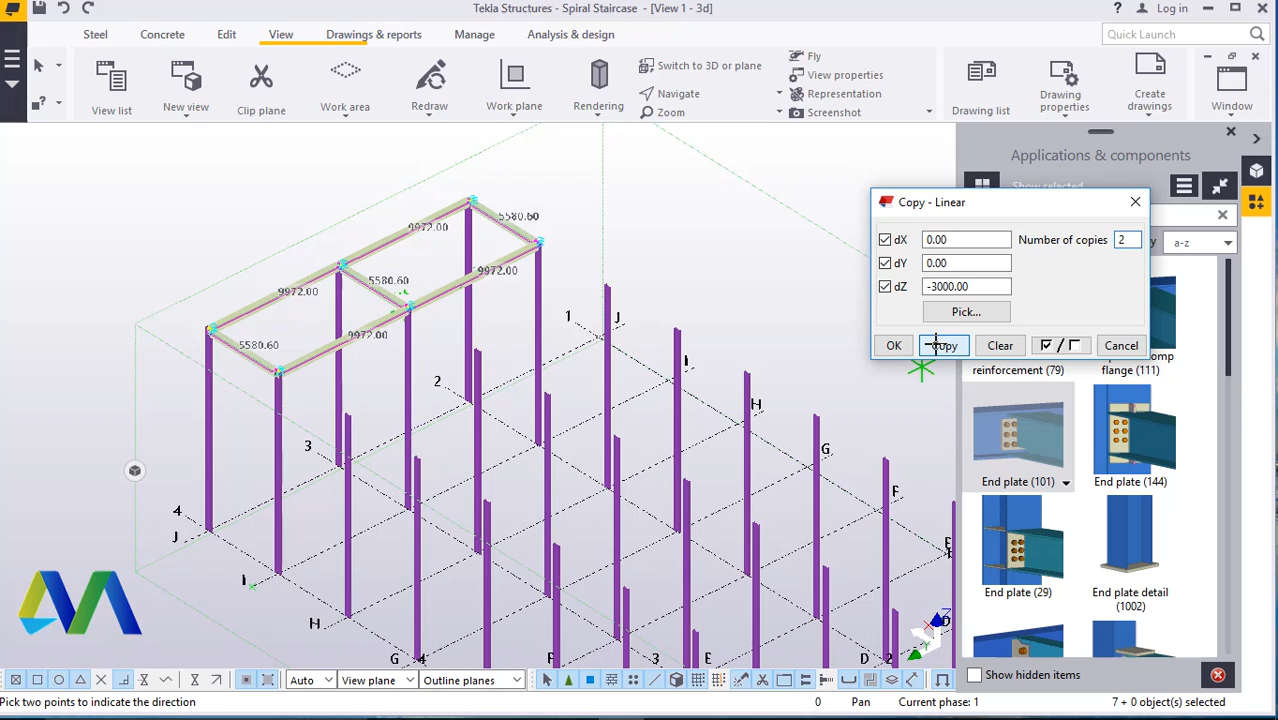 Tekla Structures - Spiral Staircase - [View 1 - 3d]
? Log in
Steel Concrete Edit View Drawings & reports Manage Analysis & design
Quick Launch
View list
New view
Clip plane
Work area
Redraw
Work plane
Rendering
Switch to 3D or plane
Navigate
Zoom
Fly
View properties
Representation
Screenshot
Drawing list
Drawing
properties
Create
drawings
Window
Applications & components
Show selected
a-z
Copy - Linear
dX 0.00 Number of copies 2
dY 0.00
dZ -3000.00
Pick...
OK Copy Clear / Cancel
reinforcement (79)
flange (111)
End plate (101)
End plate (144)
End plate (29)
End plate detail
(1002)
Show hidden items
5580.60
9972.00
9972.00
5580.60
9972.00
9972.00
5580.60
1 J
2 I
H
3 G
F
4
J
I
H
G 4 F 3 E D 2
E
D
Z
Auto View plane Outline planes
Pick two points to indicate the direction 0 Pan Current phase: 1 7 + 0 object(s) selected